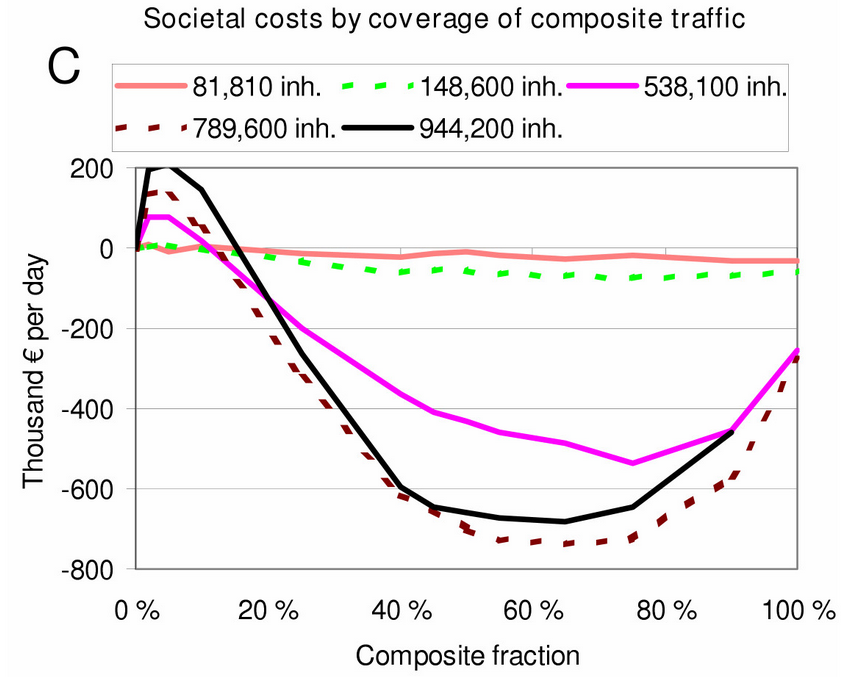 Societal costs by coverage of composite traffic
C
81,810 inh. 148,600 inh. 538,100 inh.
789,600 inh. 944,200 inh.
200
0
-200
-400
-600
-800
Thousand € per day
0 % 20 % 40 % 60 % 80 % 100 %
Composite fraction